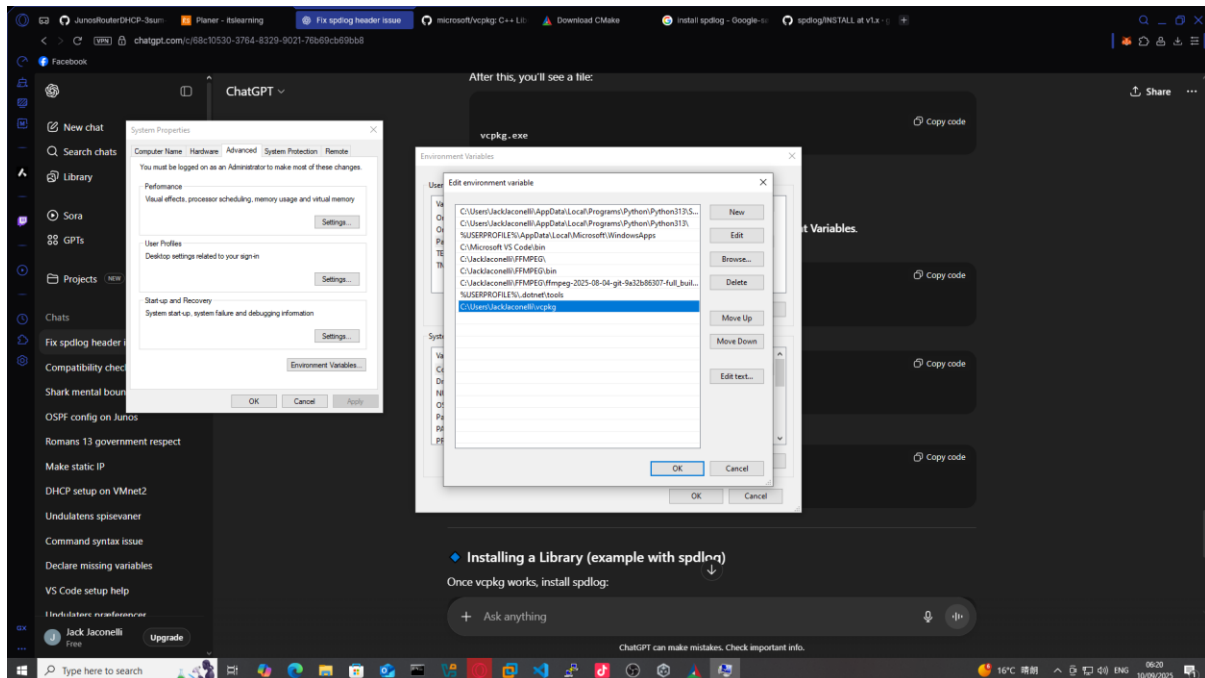 JunosRouterDHCP-3sum
Planer - itslearning
Fix spdlog header issue
microsoft/vcpkg: C++ Lib
Download CMake
install spdlog - Google-se
spdlog/INSTALL at v1.x · g
VPN
chatgpt.com/c/68c10530-3764-8329-9021-76b69cb69bb8
Facebook
ChatGPT
Share
New chat
Search chats
Library
Sora
GPTs
Projects NEW
Chats
Fix spdlog header i
Compatibility chec
Shark mental boun
OSPF config on Junos
Romans 13 government respect
Make static IP
DHCP setup on VMnet2
Undulatens spisevaner
Command syntax issue
Declare missing variables
VS Code setup help
Undulaters præferencer
Jack Jaconelli
Free
Upgrade
System Properties
Computer Name Hardware Advanced System Protection Remote
You must be logged on as an Administrator to make most of these changes.
Performance
Visual effects, processor scheduling, memory usage and virtual memory
Settings...
User Profiles
Desktop settings related to your sign-in
Settings...
Start-up and Recovery
System start-up, system failure and debugging information
Settings...
Environment Variables...
OK Cancel Apply
After this, you'll see a file:
Copy code
vcpkg.exe
Environment Variables
User
Edit environment variable
C:\Users\JackJaconelli\AppData\Local\Programs\Python\Python313\S...
C:\Users\JackJaconelli\AppData\Local\Programs\Python\Python313\
%USERPROFILE%\AppData\Local\Microsoft\WindowsApps
C:\Microsoft VS Code\bin
C:\JackJaconelli\FFMPEG\
C:\JackJaconelli\FFMPEG\bin
C:\JackJaconelli\FFMPEG\ffmpeg-2025-08-04-git-9a32b86307-full_buil...
%USERPROFILE%\.dotnet\tools
C:\Users\JackJaconelli\vcpkg
New
Edit
Browse...
Delete
Move Up
Move Down
Edit text...
OK Cancel
Syste
OK Cancel
t Variables.
Copy code
Copy code
Copy code
Installing a Library (example with spdlog)
Once vcpkg works, install spdlog:
Ask anything
ChatGPT can make mistakes. Check important info.
Type here to search
16°C 晴朗
ENG
06:20
10/09/2025